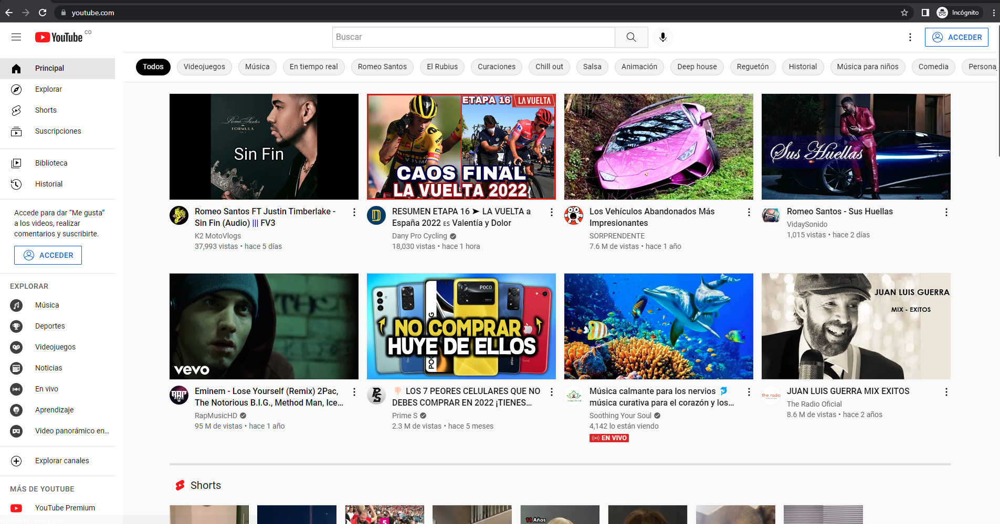 youtube.com
Incógnito
YouTube CO
Buscar
ACCEDER
Principal
Explorar
Shorts
Suscripciones
Biblioteca
Historial
Accede para dar “Me gusta”
a los videos, realizar
comentarios y suscribirte.
ACCEDER
EXPLORAR
Música
Deportes
Videojuegos
Noticias
En vivo
Aprendizaje
Video panorámico en...
Explorar canales
MÁS DE YOUTUBE
YouTube Premium
Todos
Videojuegos
Música
En tiempo real
Romeo Santos
El Rubius
Curaciones
Chill out
Salsa
Animación
Deep house
Reguetón
Historial
Música para niños
Comedia
Persona
Romeo Santos
FORMULA
Sin Fin
Romeo Santos FT Justin Timberlake -
Sin Fin (Audio) ||| FV3
K2 MotoVlogs
37,993 vistas • hace 5 días
ETAPA 16 LA VUELTA
CAOS FINAL
LA VUELTA 2022
RESUMEN ETAPA 16 ➤ LA VUELTA a
España 2022 ES Valentía y Dolor
Dany Pro Cycling
18,030 vistas • hace 1 hora
Los Vehículos Abandonados Más
Impresionantes
SORPRENDENTE
7.6 M de vistas • hace 1 año
Sus Huellas
Romeo Santos - Sus Huellas
VidaySonido
1,015 vistas • hace 2 días
vevo
RAP
MUSIC
Eminem - Lose Yourself (Remix) 2Pac,
The Notorious B.I.G., Method Man, Ice...
RapMusicHD
95 M de vistas • hace 1 año
POCO
NO COMPRAR
HUYE DE ELLOS
PS
LOS 7 PEORES CELULARES QUE NO
DEBES COMPRAR EN 2022 ¡TIENES...
Prime S
2.3 M de vistas • hace 5 meses
Música calmante para los nervios
música curativa para el corazón y los...
Soothing Your Soul
4,142 lo están viendo
EN VIVO
JUAN LUIS GUERRA
MIX - EXITOS
the radio
JUAN LUIS GUERRA MIX EXITOS
The Radio Oficial
8.6 M de vistas • hace 2 años
Shorts
5
11 Años